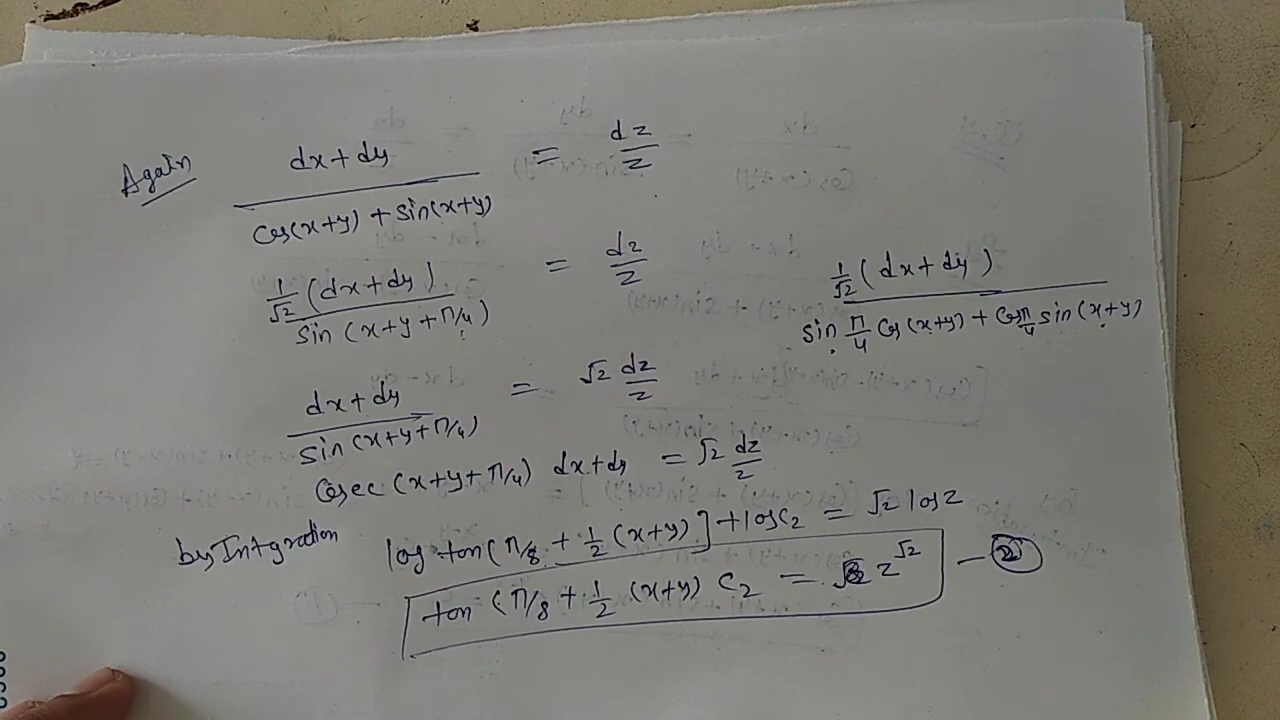 Again (dx+dy)/(Cos(x+y) + sin(x+y)) = dz/z
(1/√2 (dx+dy))/(sin (x+y+π/4)) = dz/z
(1/√2 (dx+dy))/(sin π/4 Cos(x+y) + Cos π/4 sin(x+y))
(dx+dy)/(sin(x+y+π/4)) = √2 dz/z
Cosec (x+y+π/4) dx+dy = √2 dz/z
by Intgration log tan(π/8 + 1/2 (x+y)] + log C₂ = √2 log z
tan (π/8 + 1/2 (x+y) C₂ = z^√2 — ②